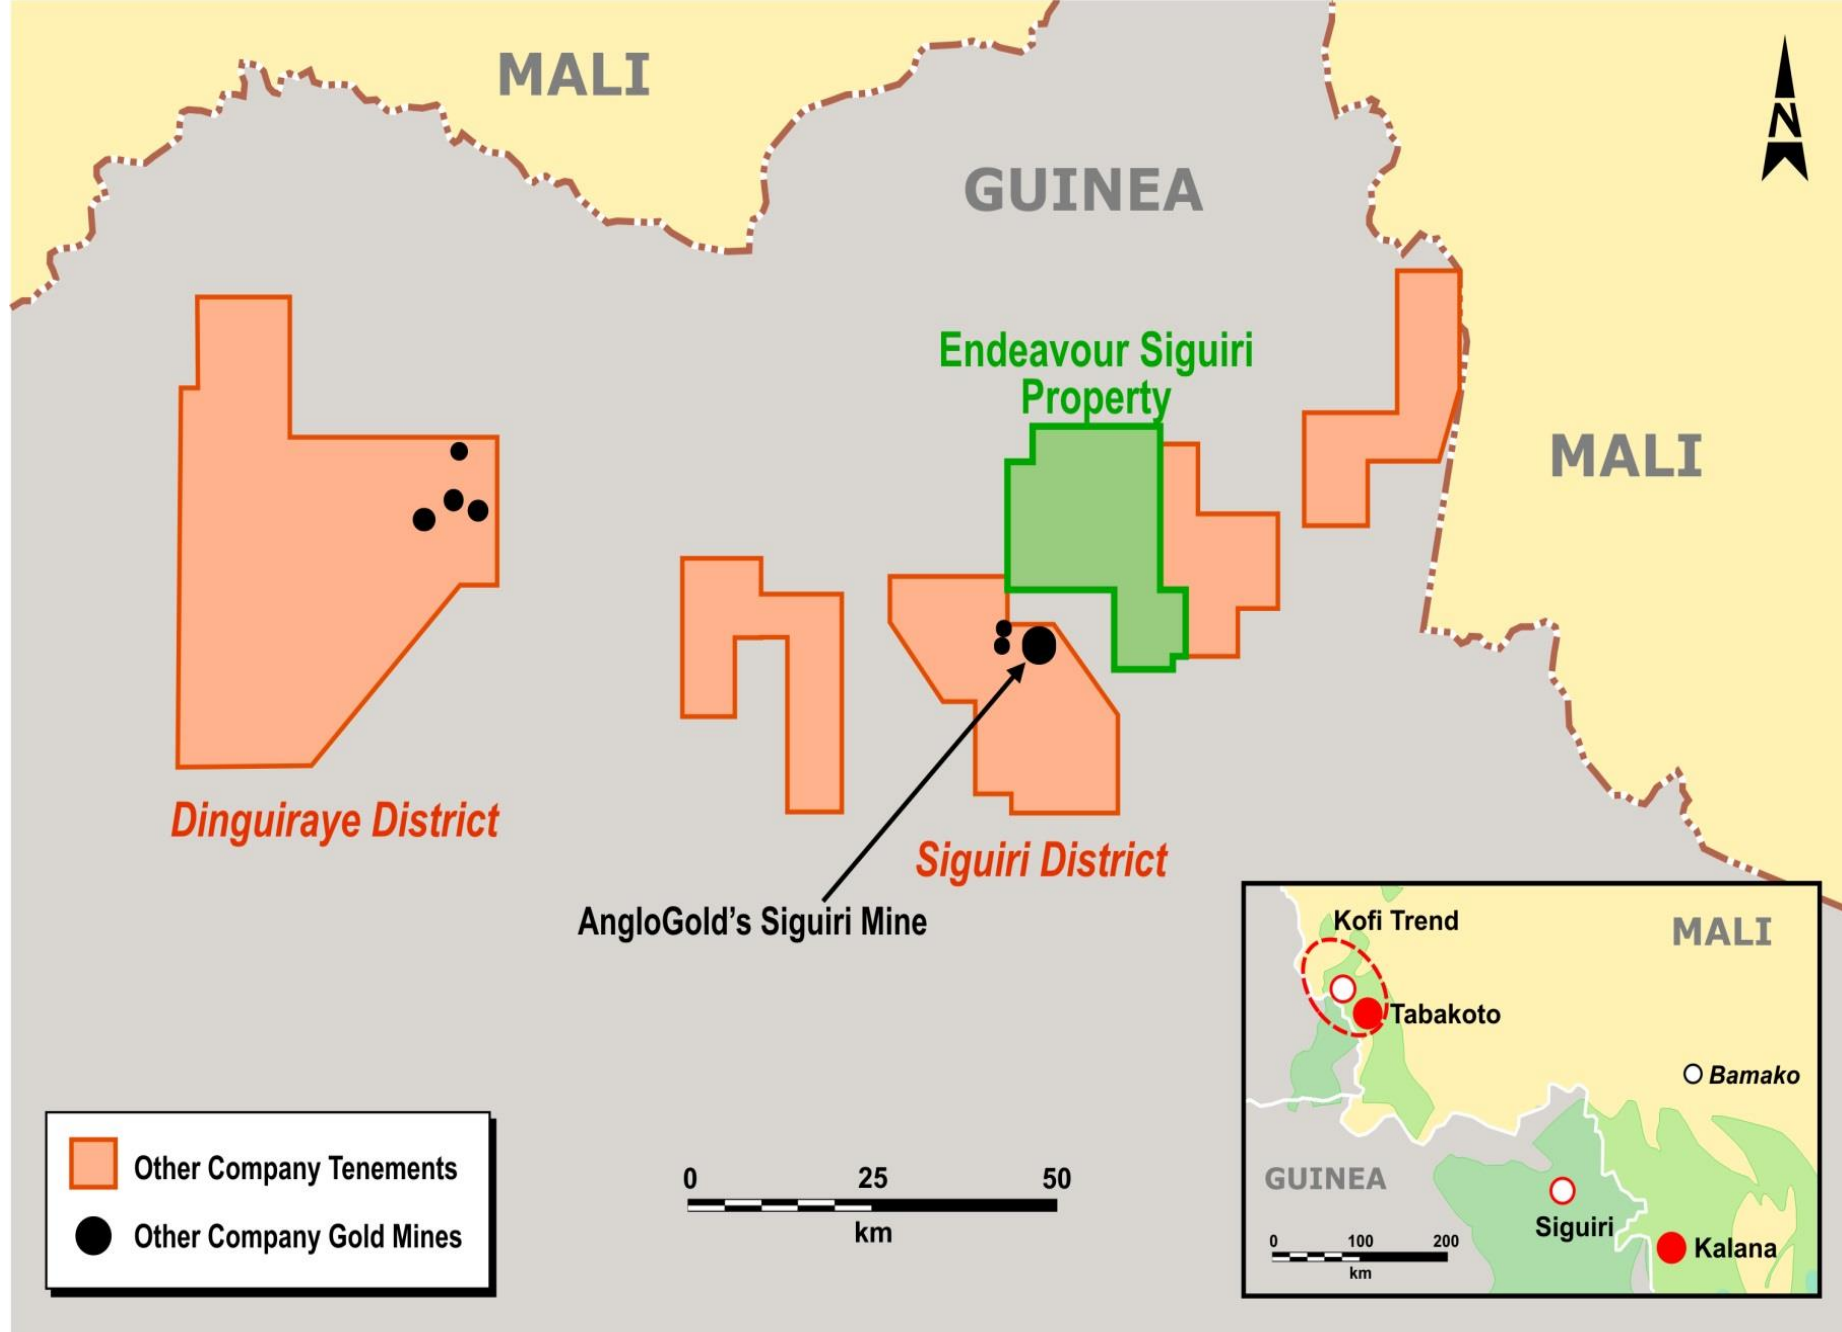 MALI
N
GUINEA
Endeavour Siguiri
Property
MALI
Dinguiraye District
Siguiri District
AngloGold’s Siguiri Mine
Other Company Tenements
Other Company Gold Mines
0 25 50
km
Kofi Trend
MALI
Tabakoto
Bamako
GUINEA
Siguiri
Kalana
0 100 200
km